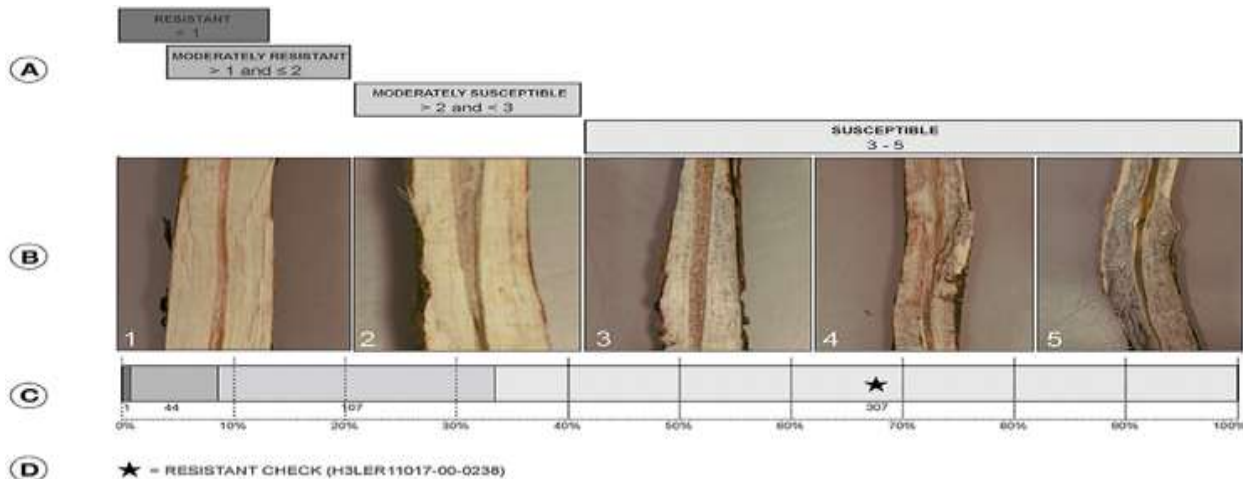 RESISTANT
< 1
MODERATELY RESISTANT
> 1 and ≤ 2
A
MODERATELY SUSCEPTIBLE
> 2 and < 3
SUSCEPTIBLE
3 - 5
B
1 2 3 4 5
C
1 44 107 307
0% 10% 20% 30% 40% 50% 60% 70% 80% 90% 100%
D
★ = RESISTANT CHECK (H3LER11017-00-0238)